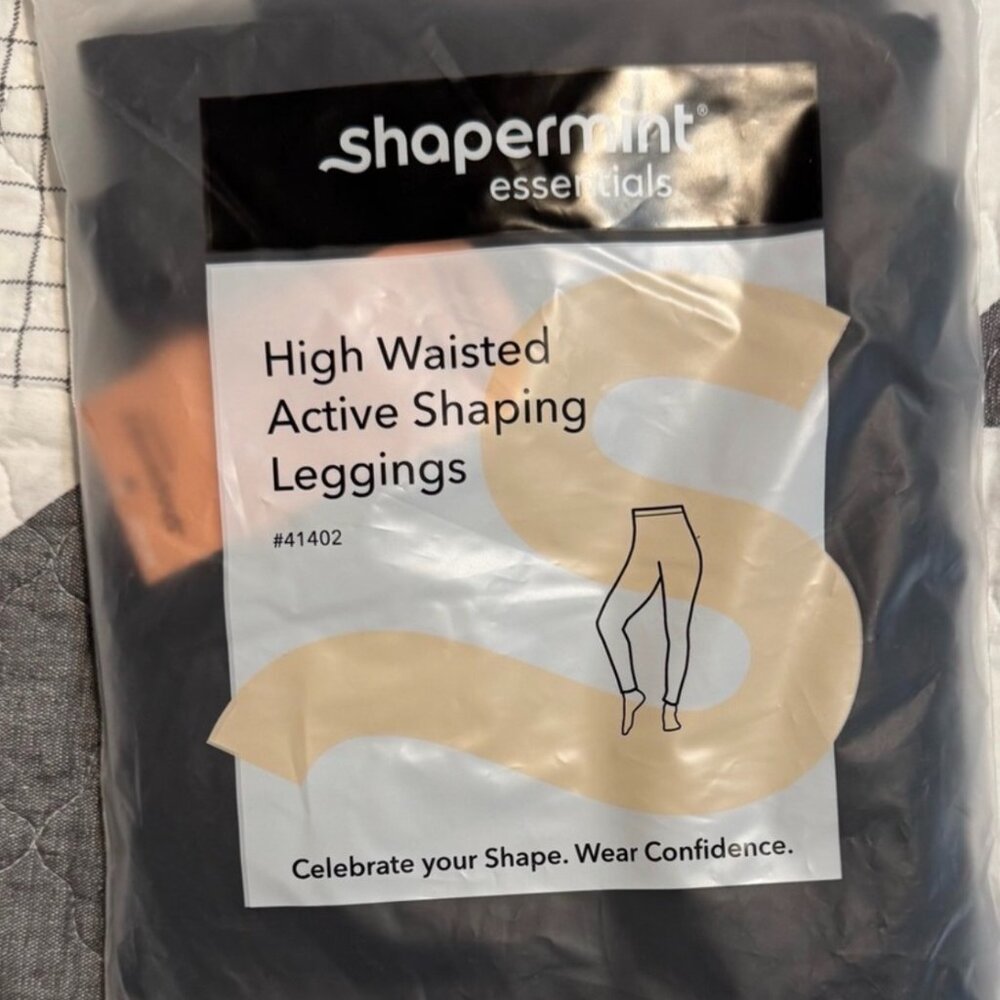 shapermint®
essentials
High Waisted
Active Shaping
Leggings
#41402
Celebrate your Shape. Wear Confidence.